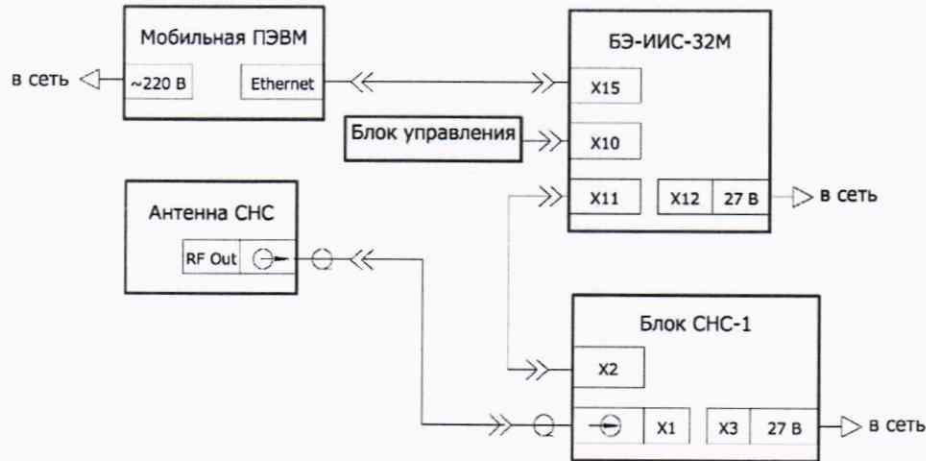 Мобильная ПЭВМ
БЭ-ИИС-32М
в сеть
~220 В
Ethernet
X15
Блок управления
X10
X11
X12
27 В
в сеть
Антенна СНС
RF Out
Блок СНС-1
X2
X1
X3
27 В
в сеть